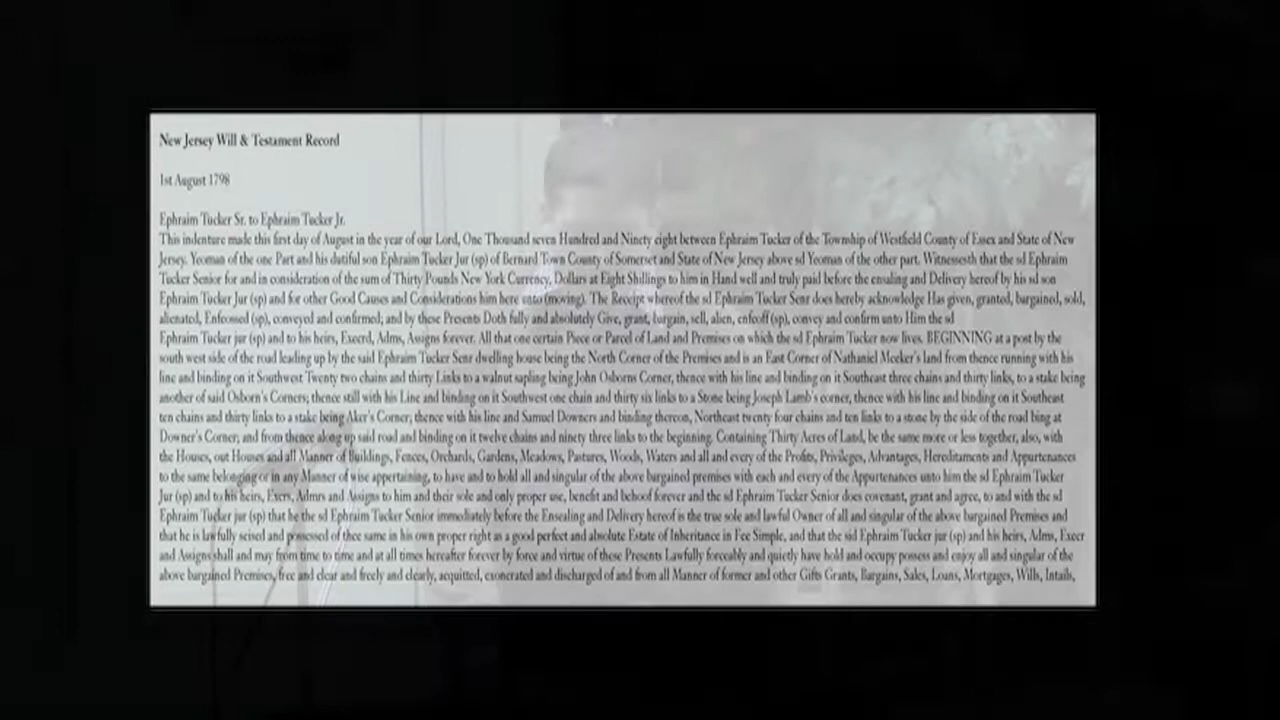 New Jersey Will & Testament Record
1st August 1798
Ephraim Tucker Sr. to Ephraim Tucker Jr.
This indenture made this first day of August in the year of our Lord, One Thousand seven Hundred and Ninety eight between Ephraim Tucker of the Township of Westfield County of Essex and State of New
Jersey. Yeoman of the one Part and his dutiful son Ephraim Tucker Jur (sp) of Bernard Town County of Somerset and State of New Jersey above sd Yeoman of the other part. Witnesseth that the sd Ephraim
Tucker Senior for and in consideration of the sum of Thirty Pounds New York Currency, Dollars at Eight Shillings to him in Hand well and truly paid before the ensaling and Delivery hereof by his sd son
Ephraim Tucker Jur (sp) and for other Good Causes and Considerations him here unto (moving). The Receipt whereof the sd Ephraim Tucker Senr does hereby acknowledge Has given, granted, bargained, sold,
alienated, Enfeossed (sp), conveyed and confirmed; and by these Presents Doth fully and absolutely Give, grant, bargain, sell, alien, enfeoff (sp), convey and confirm unto Him the sd
Ephraim Tucker jur (sp) and to his heirs, Execrd, Adms, Assigns forever. All that one certain Piece or Parcel of Land and Premises on which the sd Ephraim Tucker now lives. BEGINNING at a post by the
south west side of the road leading up by the said Ephraim Tucker Senr dwelling house being the North Corner of the Premises and is an East Corner of Nathaniel Meeker's land from thence running with his
line and binding on it Southwest Twenty two chains and thirty Links to a walnut sapling being John Osborns Corner, thence with his line and binding on it Southeast three chains and thirty links, to a stake being
another of said Osborn's Corners; thence still with his Line and binding on it Southwest one chain and thirty six links to a Stone being Joseph Lamb's corner, thence with his line and binding on it Southeast
ten chains and thirty links to a stake being Aker's Corner; thence with his line and Samuel Downers and binding thereon, Northeast twenty four chains and ten links to a stone by the side of the road bing at
Downer's Corner; and from thence along up said road and binding on it twelve chains and ninety three links to the beginning. Containing Thirty Acres of Land, be the same more or less together, also, with
the Houses, out Houses and all Manner of Buildings, Fences, Orchards, Gardens, Meadows, Pastures, Woods, Waters and all and every of the Profits, Privileges, Advantages, Hereditaments and Appurtenances
to the same belonging or in any Manner of wise appertaining, to have and to hold all and singular of the above bargained premises with each and every of the Appurtenances unto him the sd Ephraim Tucker
Jur (sp) and to his heirs, Exers, Admrs and Assigns to him and their sole and only proper use, benefit and behoof forever and the sd Ephraim Tucker Senior does covenant, grant and agree, to and with the sd
Ephraim Tucker jur (sp) that he the sd Ephraim Tucker Senior immediately before the Ensealing and Delivery hereof is the true sole and lawful Owner of all and singular of the above bargained Premises and
that he is lawfully seised and possessed of thee same in his own proper right as a good perfect and absolute Estate of Inheritance in Fee Simple, and that the sid Ephraim Tucker jur (sp) and his heirs, Adms, Exeer
and Assigns shall and may from time to time and at all times hereafter forever by force and virtue of these Presents Lawfully forceably and quietly have hold and occupy possess and enjoy all and singular of the
above bargained Premises, free and clear and freely and clearly, acquitted, exonerated and discharged of and from all Manner of former and other Gifts Grants, Bargains, Sales, Loans, Mortgages, Wills, Intails,